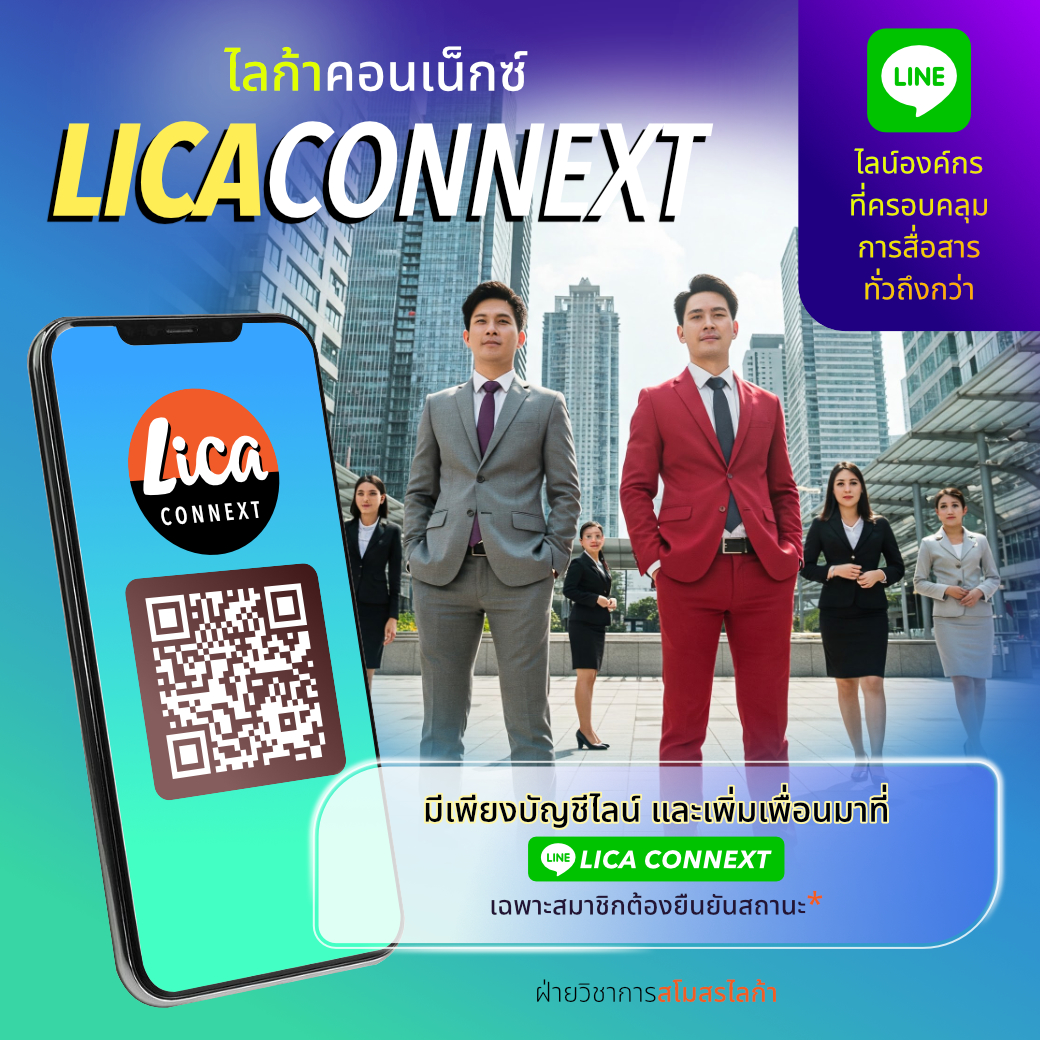 ไลก้าคอนเน็กซ์
LICACONNEXT
LINE
ไลน์องค์กร
ที่ครอบคลุม
การสื่อสาร
ทั่วถึงกว่า
Lica
CONNEXT
มีเพียงบัญชีไลน์ และเพิ่มเพื่อนมาที่
LINE LICA CONNEXT
เฉพาะสมาชิกต้องยืนยันสถานะ*
ฝ่ายวิชาการสโมสรไลก้า